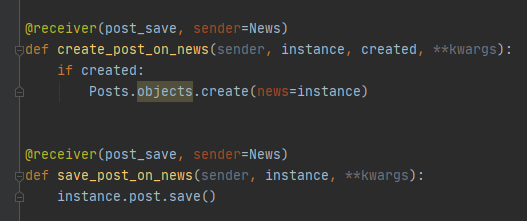 @receiver(post_save, sender=News)
def create_post_on_news(sender, instance, created, **kwargs):
    if created:
        Posts.objects.create(news=instance)
@receiver(post_save, sender=News)
def save_post_on_news(sender, instance, **kwargs):
    instance.post.save()